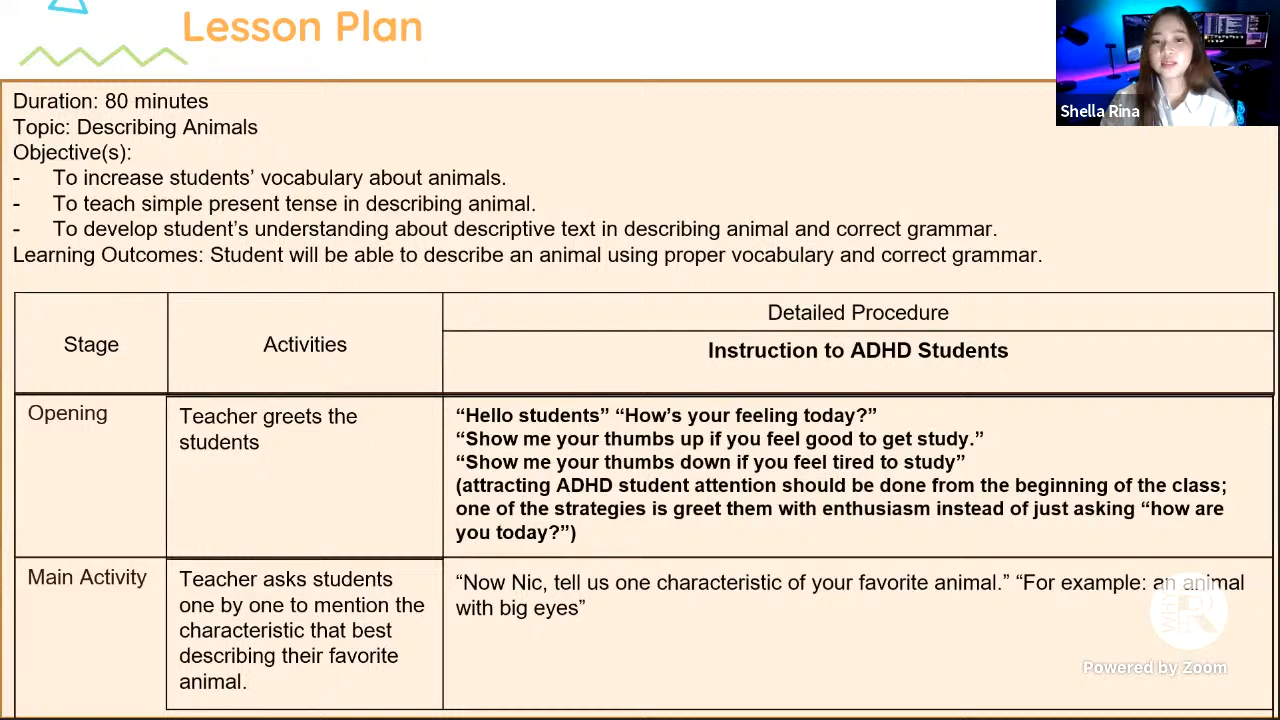 Lesson Plan
Shella Rina
Duration: 80 minutes
Topic: Describing Animals
Objective(s):
- To increase students’ vocabulary about animals.
- To teach simple present tense in describing animal.
- To develop student’s understanding about descriptive text in describing animal and correct grammar.
Learning Outcomes: Student will be able to describe an animal using proper vocabulary and correct grammar.
Stage
Activities
Detailed Procedure
Instruction to ADHD Students
Opening
Teacher greets the
students
“Hello students” “How’s your feeling today?”
“Show me your thumbs up if you feel good to get study.”
“Show me your thumbs down if you feel tired to study”
(attracting ADHD student attention should be done from the beginning of the class;
one of the strategies is greet them with enthusiasm instead of just asking “how are
you today?”)
Main Activity
Teacher asks students
one by one to mention the
characteristic that best
describing their favorite
animal.
“Now Nic, tell us one characteristic of your favorite animal.” “For example: an animal
with big eyes”
Powered by Zoom